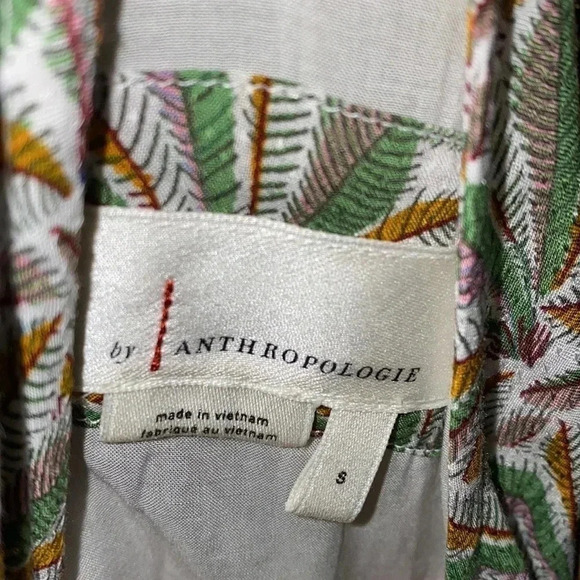 by ANTHROPOLOGIE
made in vietnam
fabriqué au vietnam
S